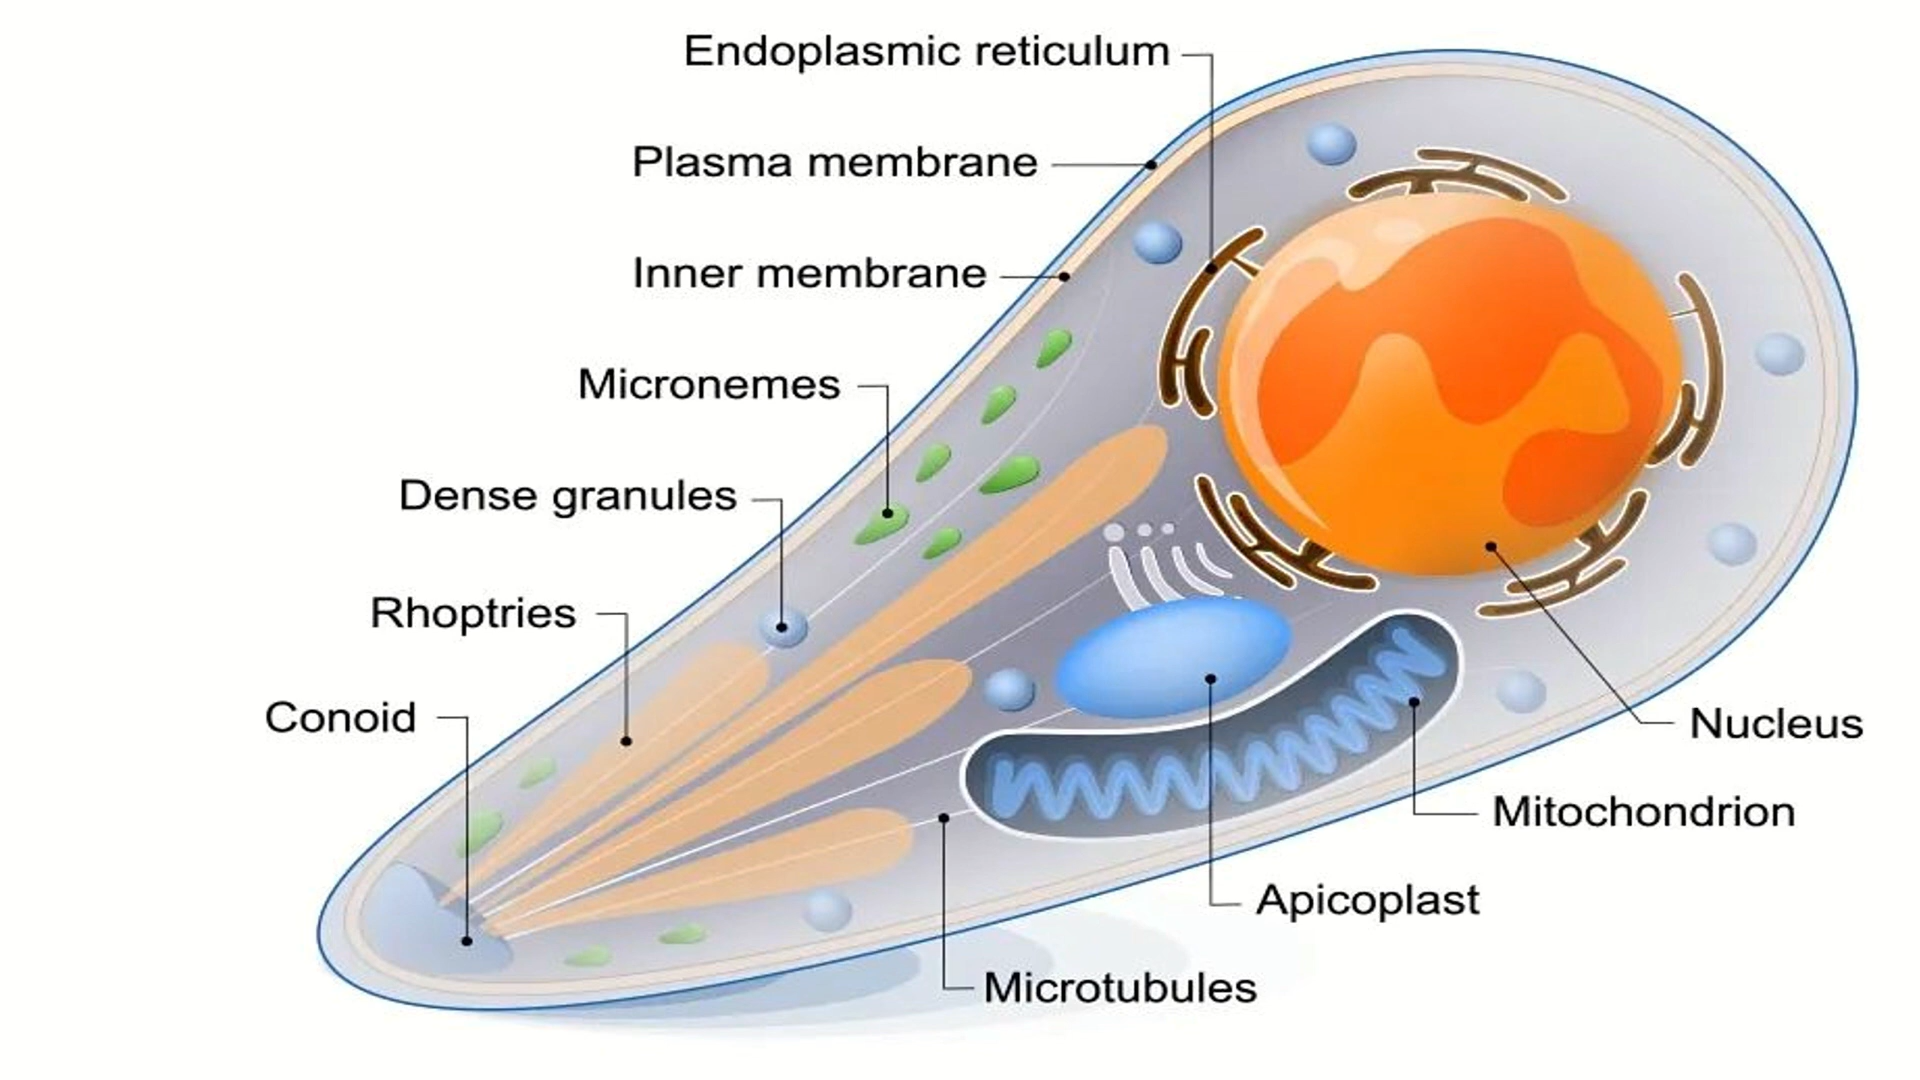 Endoplasmic reticulum
Plasma membrane
Inner membrane
Micronemes
Dense granules
Rhoptries
Conoid
Nucleus
Mitochondrion
Apicoplast
Microtubules